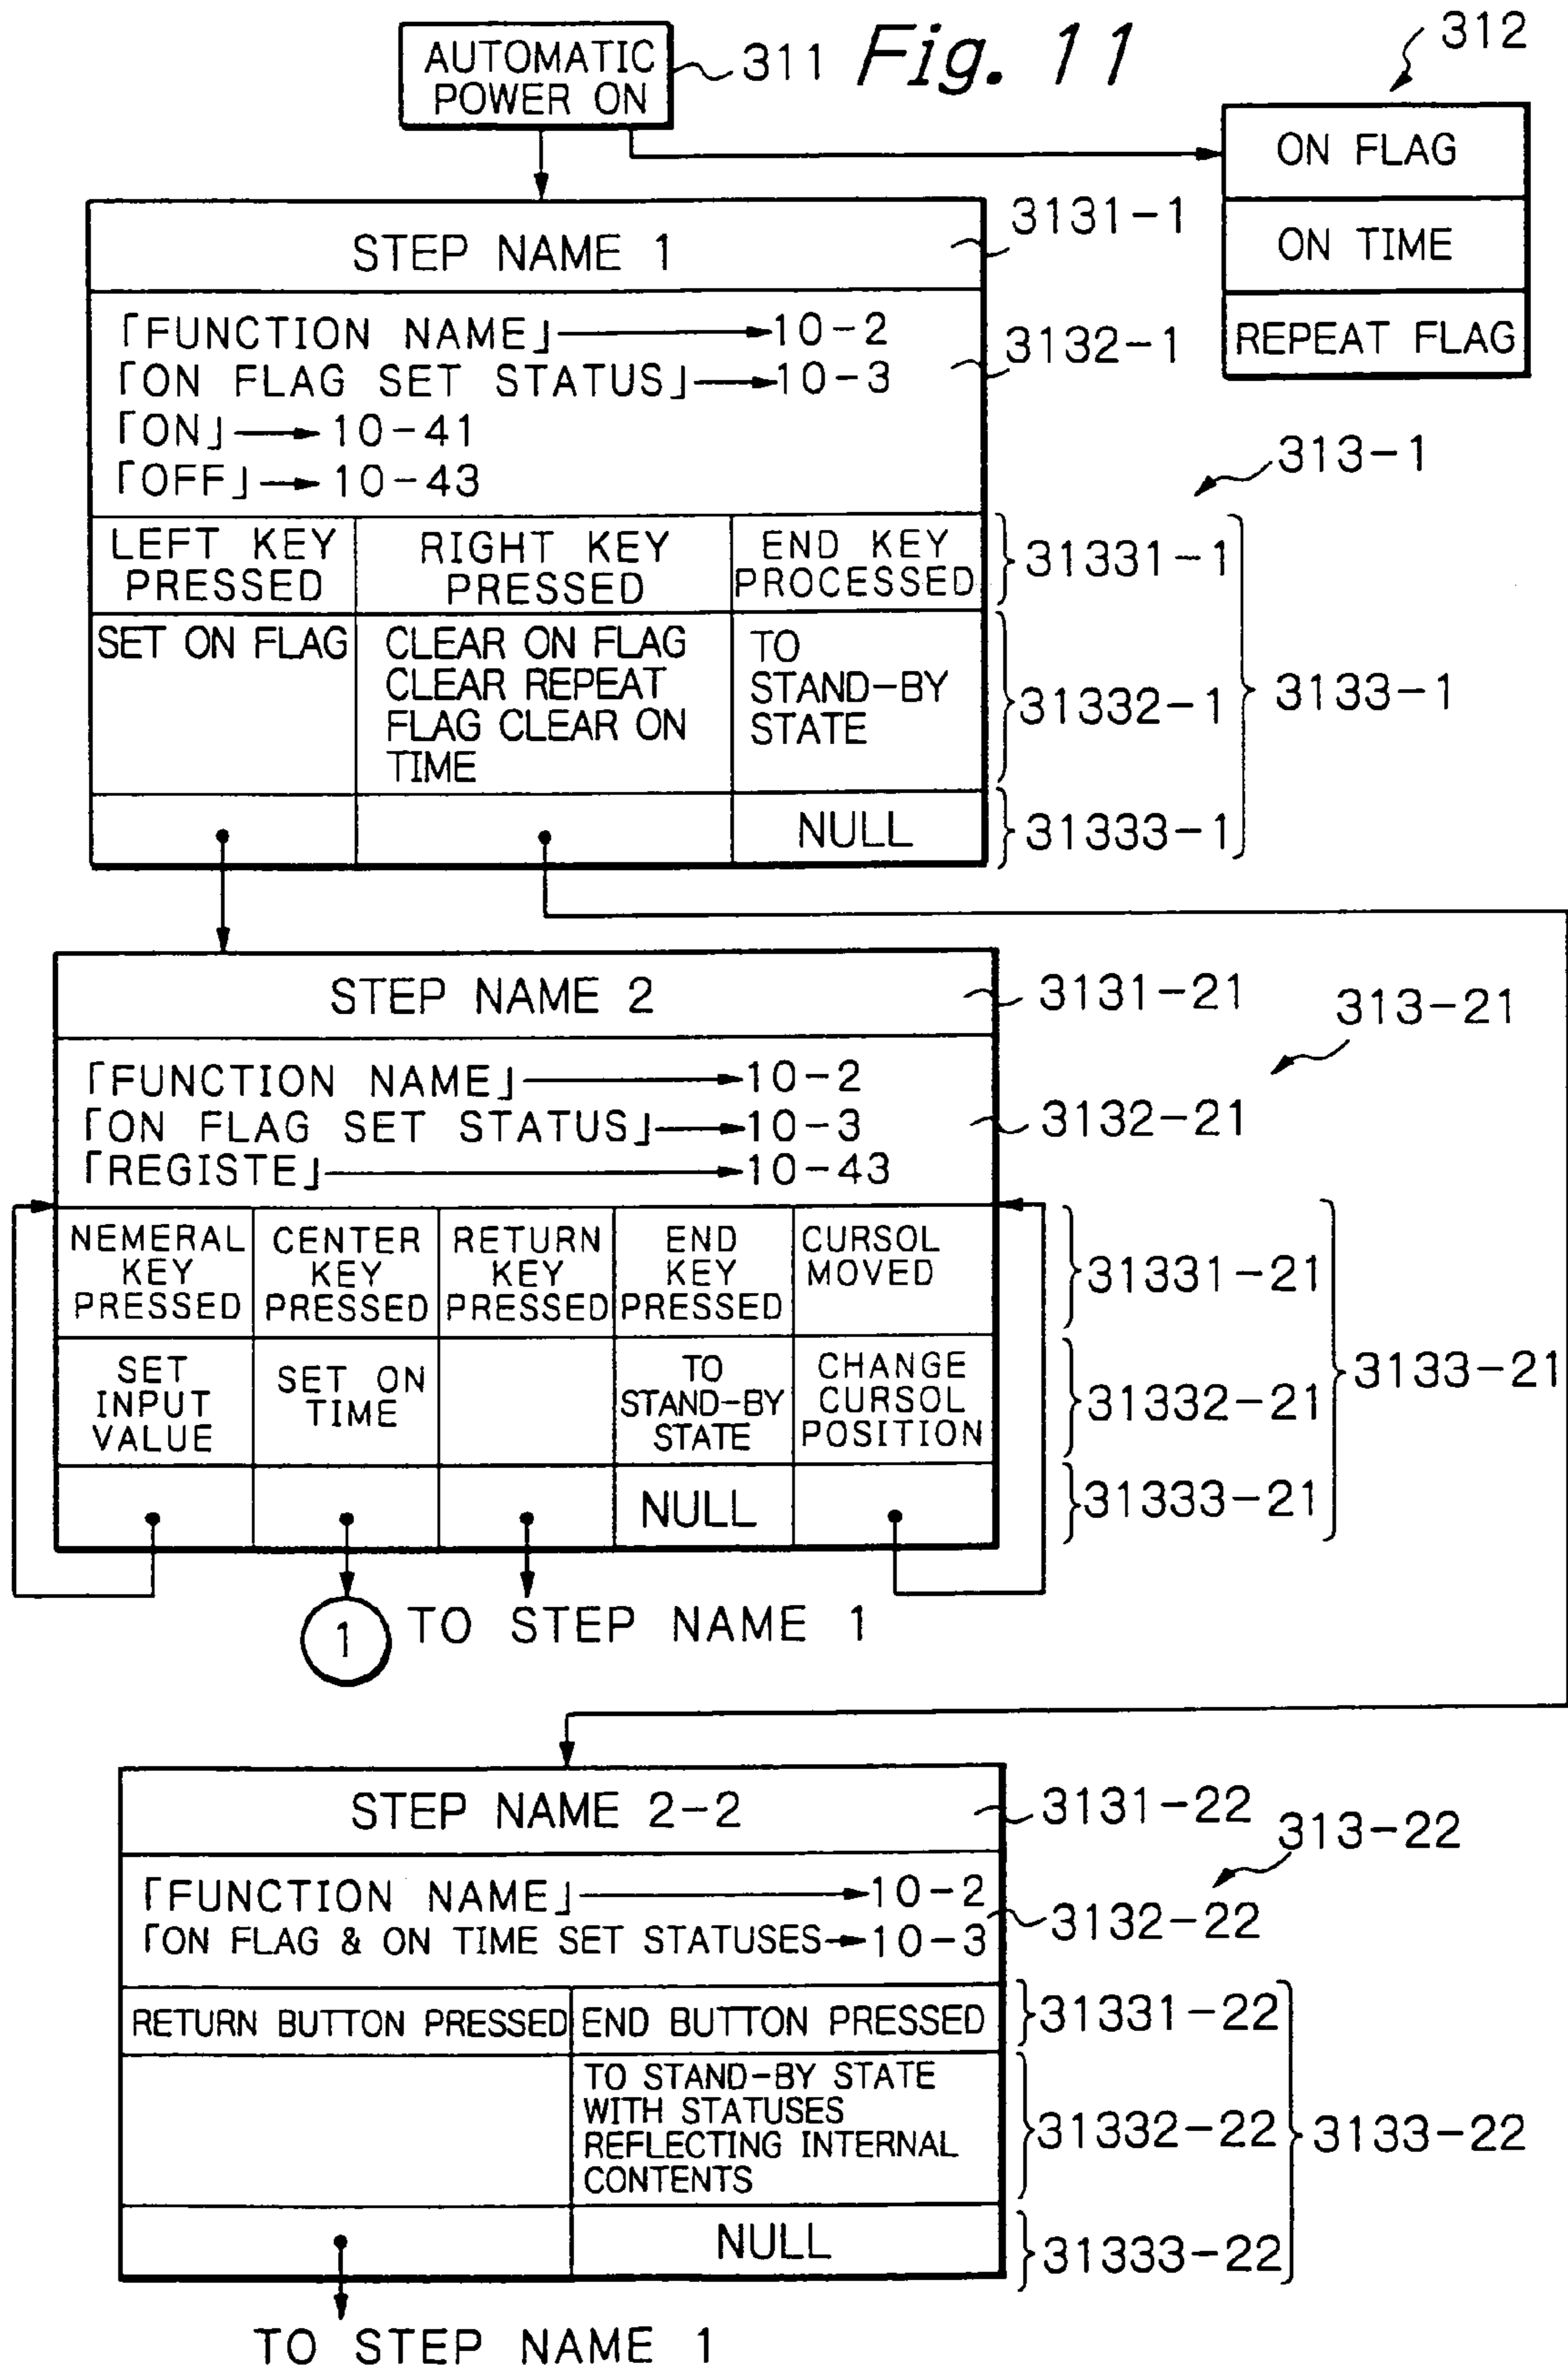 Fig. 11
AUTOMATIC
POWER ON
311
312
ON FLAG
ON TIME
REPEAT FLAG
STEP NAME 1
3131-1
「FUNCTION NAME」→10-2
「ON FLAG SET STATUS」→10-3
「ON」→10-41
「OFF」→10-43
3132-1
313-1
LEFT KEY
PRESSED
RIGHT KEY
PRESSED
END KEY
PROCESSED
31331-1
SET ON FLAG
CLEAR ON FLAG
CLEAR REPEAT
FLAG CLEAR ON
TIME
TO
STAND-BY
STATE
31332-1
3133-1
NULL
31333-1
STEP NAME 2
3131-21
313-21
「FUNCTION NAME」→10-2
「ON FLAG SET STATUS」→10-3
「REGISTE」→10-43
3132-21
NEMERAL
KEY
PRESSED
CENTER
KEY
PRESSED
RETURN
KEY
PRESSED
END
KEY
PRESSED
CURSOL
MOVED
31331-21
SET
INPUT
VALUE
SET ON
TIME
TO
STAND-BY
STATE
CHANGE
CURSOL
POSITION
31332-21
3133-21
NULL
31333-21
1
TO STEP NAME 1
STEP NAME 2-2
3131-22
313-22
「FUNCTION NAME」→10-2
「ON FLAG & ON TIME SET STATUSES→10-3
3132-22
RETURN BUTTON PRESSED
END BUTTON PRESSED
31331-22
TO STAND-BY STATE
WITH STATUSES
REFLECTING INTERNAL
CONTENTS
31332-22
3133-22
NULL
31333-22
TO STEP NAME 1